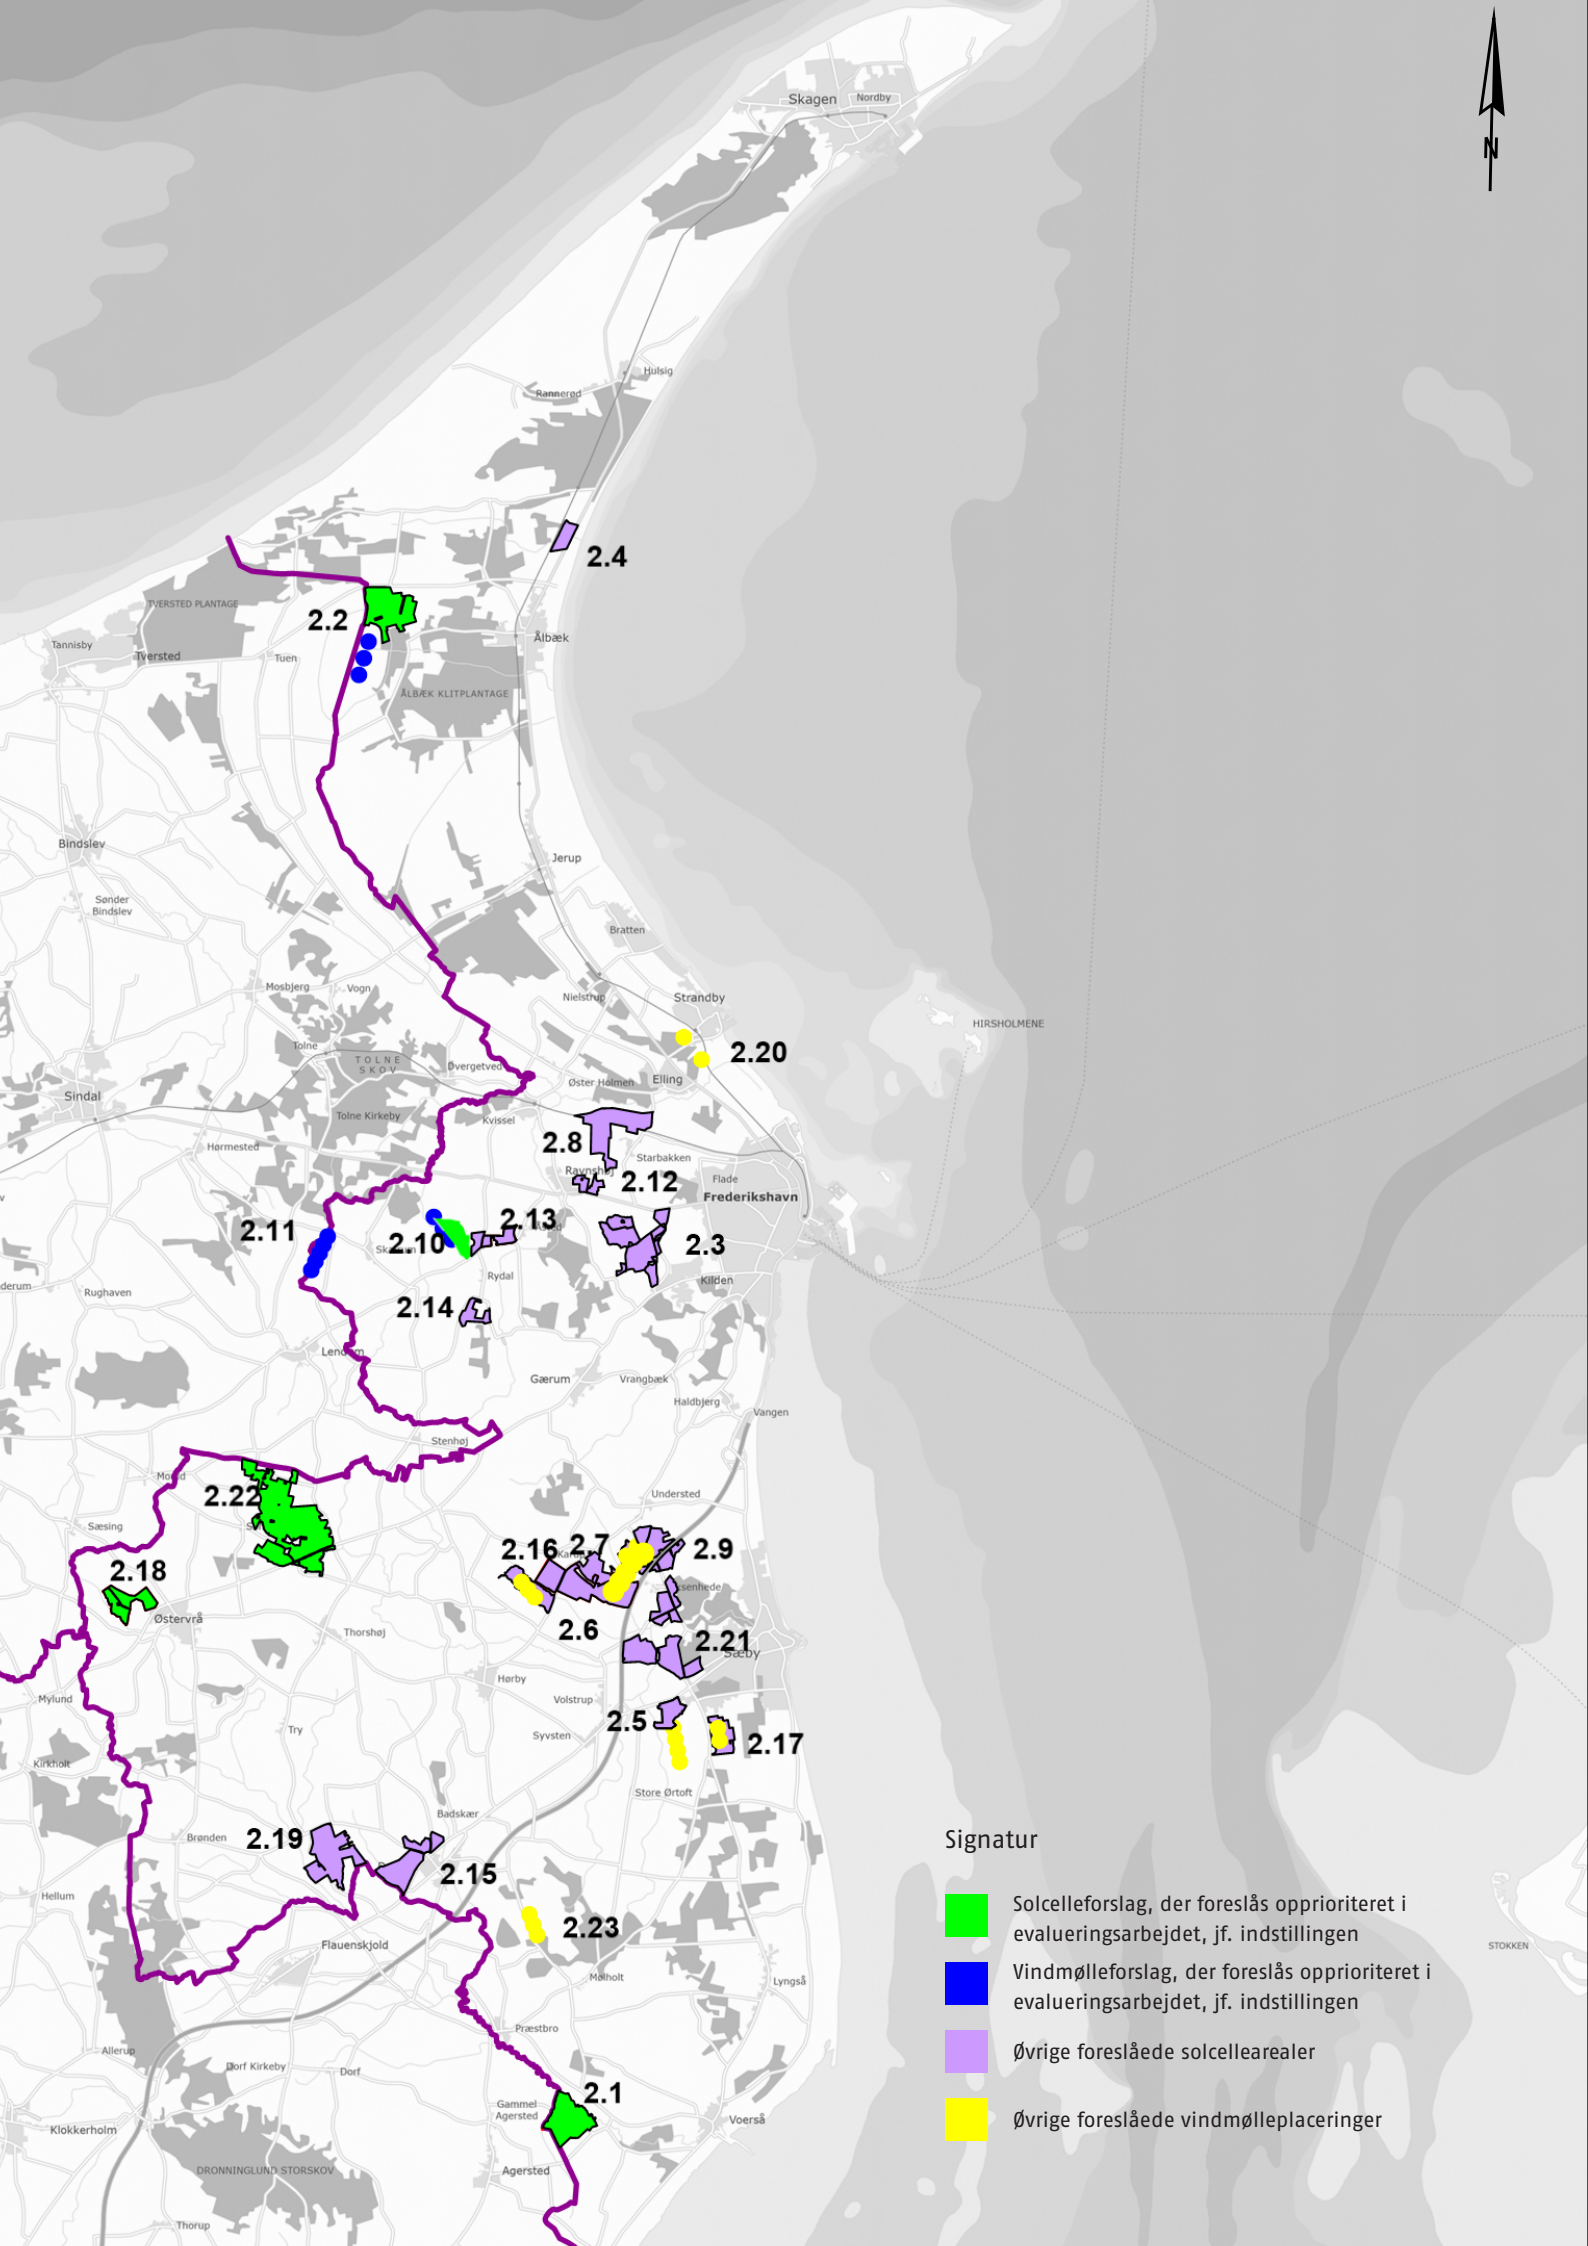 Skagen
Nordby
N
Hulsig
Rannerød
2.4
TVERSTED PLANTAGE
2.2
Tannisby
Tversted
Tuen
Ålbæk
ÅLBÆK KLITPLANTAGE
Bindslev
Jerup
Sønder
Bindslev
Bratten
Mosbjerg
Vogn
Nielstrup
Strandby
HIRSHOLMENE
Tolne
TOLNE
SKOV
Øvergetved
2.20
Øster Holmen
Elling
Sindal
Tolne Kirkeby
Kvissel
2.8
Hørmested
Starbakken
Ravnshøj
2.12
Flade
Frederikshavn
2.11
2.13
2.10
2.3
Rydal
Kilden
derum
Rughaven
2.14
Lendum
Gærum
Vrangbæk
Haldbjerg
Vangen
Stenhøj
Morild
2.22
Understed
Sæsing
2.16
2.7
2.9
2.18
Østervrå
Thorshøj
2.6
2.21
Sæby
Hørby
Mylund
Volstrup
Try
2.5
Syvsten
2.17
Kirkholt
Store Ørtoft
Badskær
Brønden
2.19
2.15
Hellum
2.23
Flauenskjold
Mølholt
Lyngså
Præstbro
Allerup
Dorf Kirkeby
Dorf
2.1
Gammel
Agersted
Voerså
Klokkerholm
DRONNINGLUND STORSKOV
Agersted
Thorup
STOKKEN
Signatur
Solcelleforslag, der foreslås opprioriteret i
evalueringsarbejdet, jf. indstillingen
Vindmølleforslag, der foreslås opprioriteret i
evalueringsarbejdet, jf. indstillingen
Øvrige foreslåede solcellearealer
Øvrige foreslåede vindmølleplaceringer